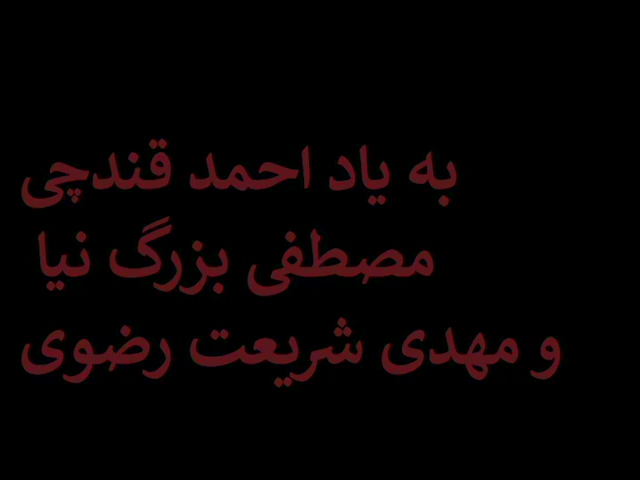 به یاد احمد قندچی
مصطفی بزرگ نیا
و مهدی شریعت رضوی